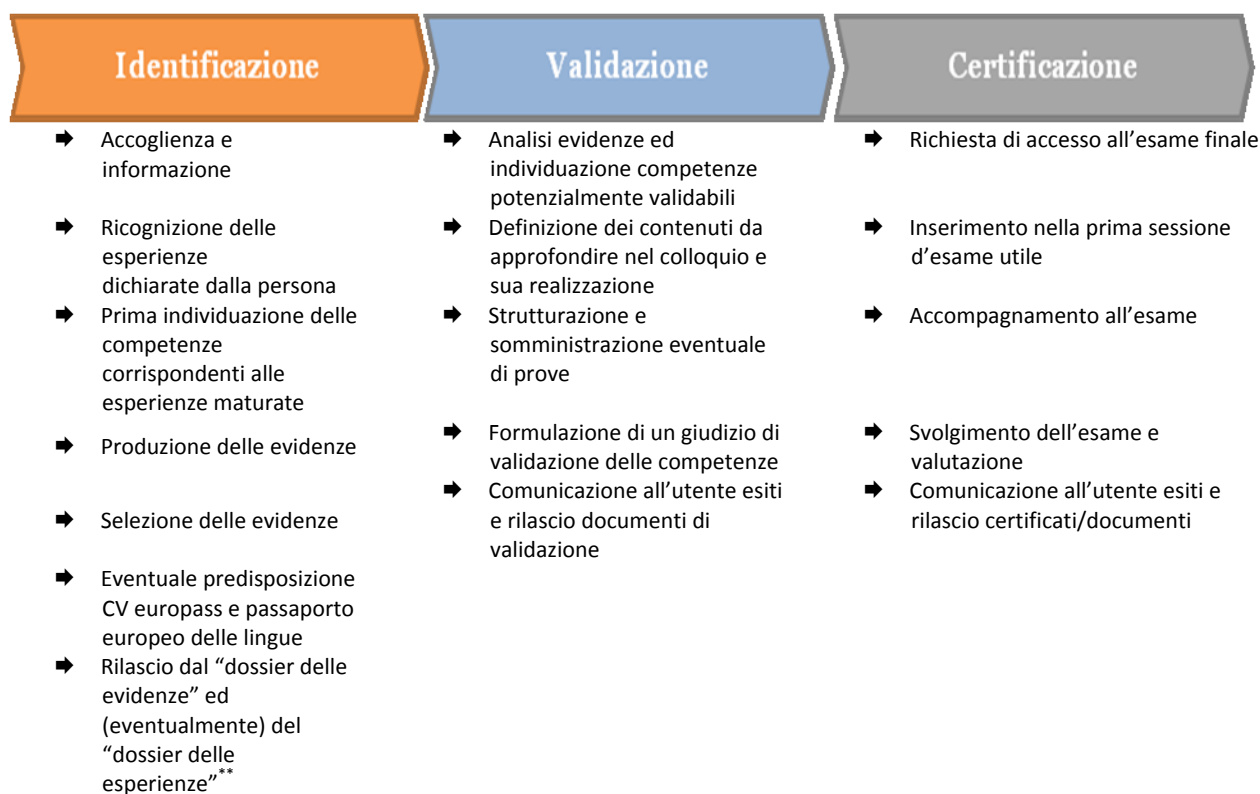 Identificazione
Validazione
Certificazione
➨ Accoglienza e
informazione
➨ Ricognizione delle
esperienze
dichiarate dalla persona
➨ Prima individuazione delle
competenze
corrispondenti alle
esperienze maturate
➨ Produzione delle evidenze
➨ Selezione delle evidenze
➨ Eventuale predisposizione
CV europass e passaporto
europeo delle lingue
➨ Rilascio dal “dossier delle
evidenze” ed
(eventualmente) del
“dossier delle
esperienze”**
➨ Analisi evidenze ed
individuazione competenze
potenzialmente validabili
➨ Definizione dei contenuti da
approfondire nel colloquio e
sua realizzazione
➨ Strutturazione e
somministrazione eventuale
di prove
➨ Formulazione di un giudizio di
validazione delle competenze
➨ Comunicazione all’utente esiti
e rilascio documenti di
validazione
➨ Richiesta di accesso all’esame finale
➨ Inserimento nella prima sessione
d’esame utile
➨ Accompagnamento all’esame
➨ Svolgimento dell’esame e
valutazione
➨ Comunicazione all’utente esiti e
rilascio certificati/documenti